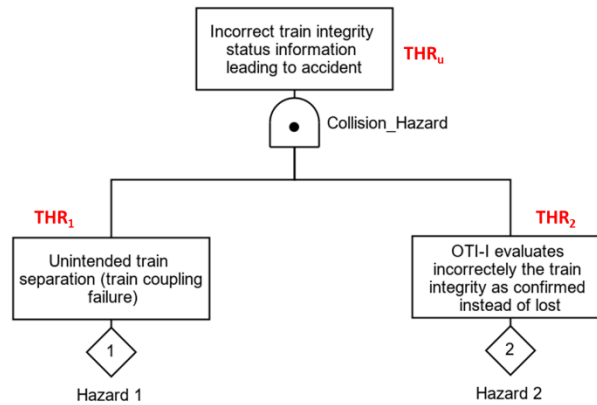 Incorrect train integrity
status information
leading to accident
THRu
Collision_Hazard
THR1
THR2
Unintended train
separation (train coupling
failure)
OTI-I evaluates
incorrectely the train
integrity as confirmed
instead of lost
1
2
Hazard 1
Hazard 2